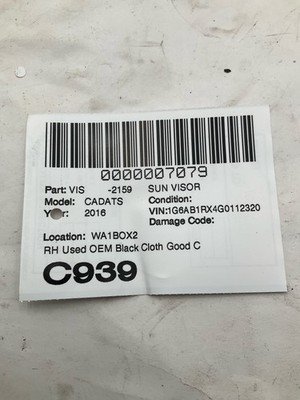 0000007079
Part: VIS -2159 SUN VISOR
Model: CADATS Condition:
Year: 2016 VIN:1G6AB1RX4G0112320
Damage Code:
Location: WA1BOX2
RH Used OEM Black Cloth Good C
C939